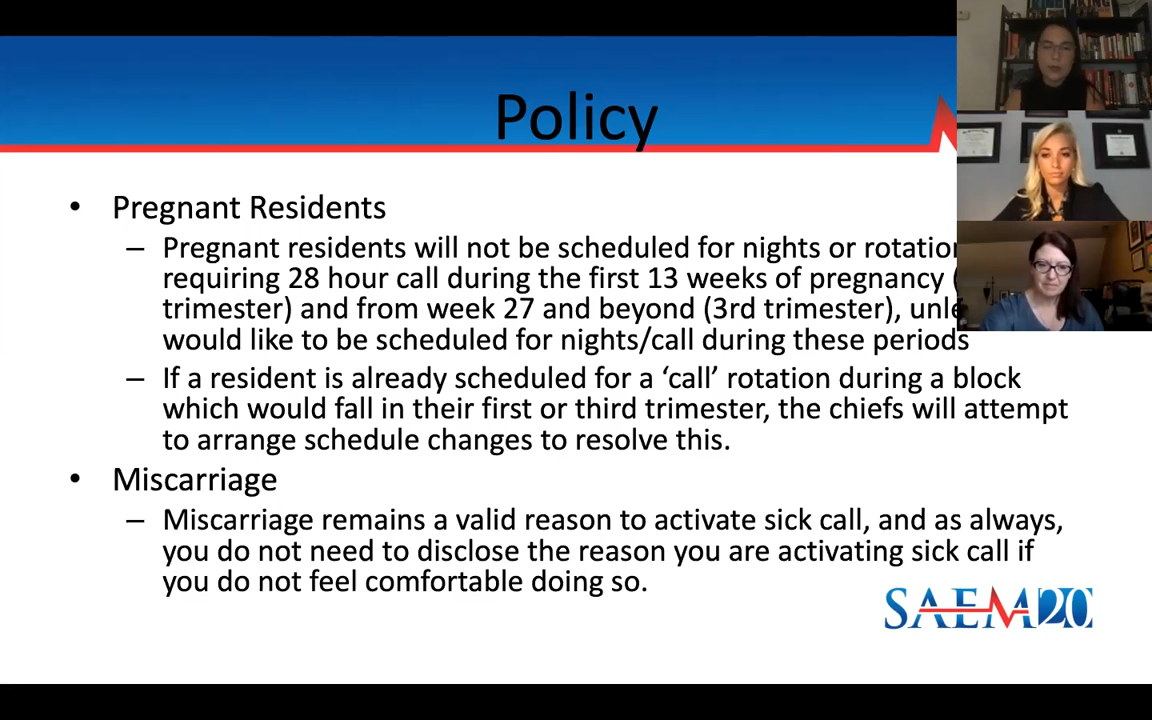 Policy
• Pregnant Residents
– Pregnant residents will not be scheduled for nights or
requiring 28 hour call during the first 13 weeks of pregnancy (
trimester) and from week 27 and beyond (3rd trimester),
would like to be scheduled for nights/call during these periods
– If a resident is already scheduled for a ‘call’ rotation during a block
which would fall in their first or third trimester, the chiefs will attempt
to arrange schedule changes to resolve this.
• Miscarriage
– Miscarriage remains a valid reason to activate sick call, and as always,
you do not need to disclose the reason you are activating sick call if
you do not feel comfortable doing so.
SAEM20